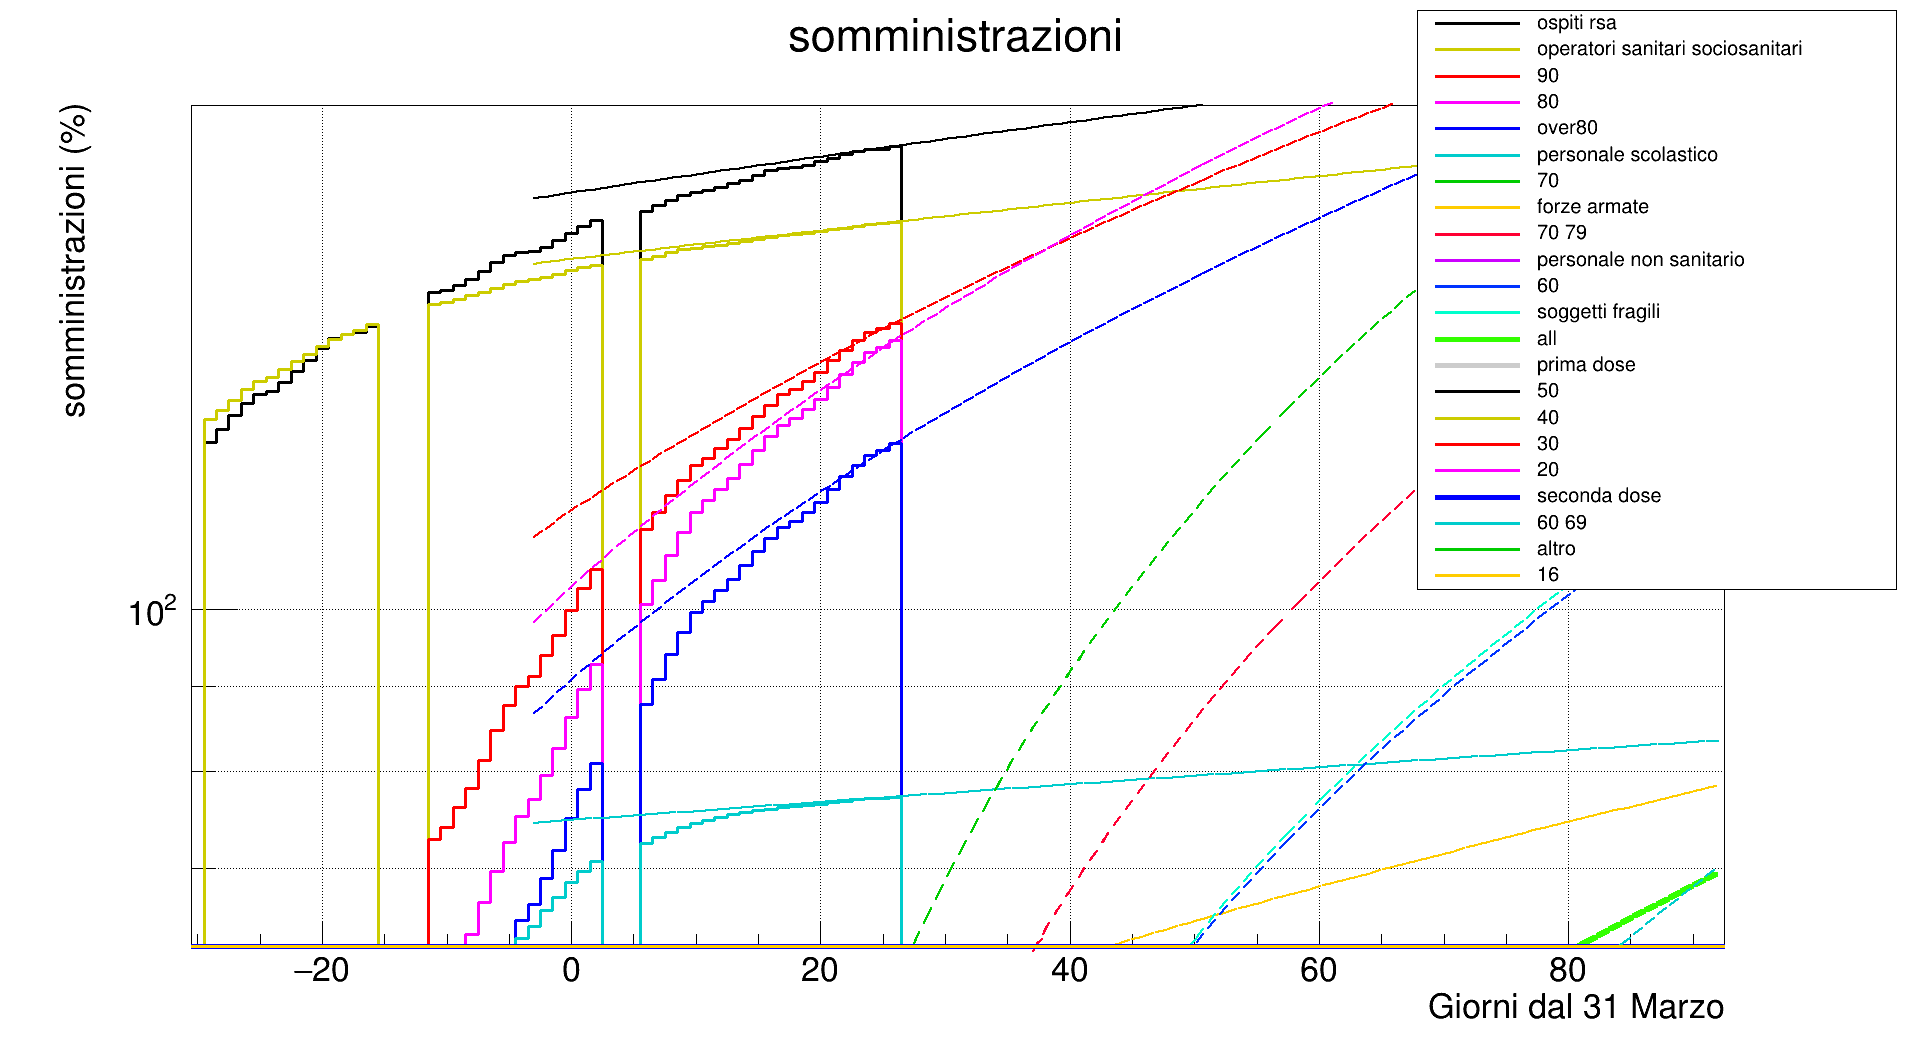 somministrazioni
somministrazioni (%)
10²
−20
0
20
40
60
80
Giorni dal 31 Marzo
ospiti rsa
operatori sanitari sociosanitari
90
80
over80
personale scolastico
70
forze armate
70 79
personale non sanitario
60
soggetti fragili
all
prima dose
50
40
30
20
seconda dose
60 69
altro
16